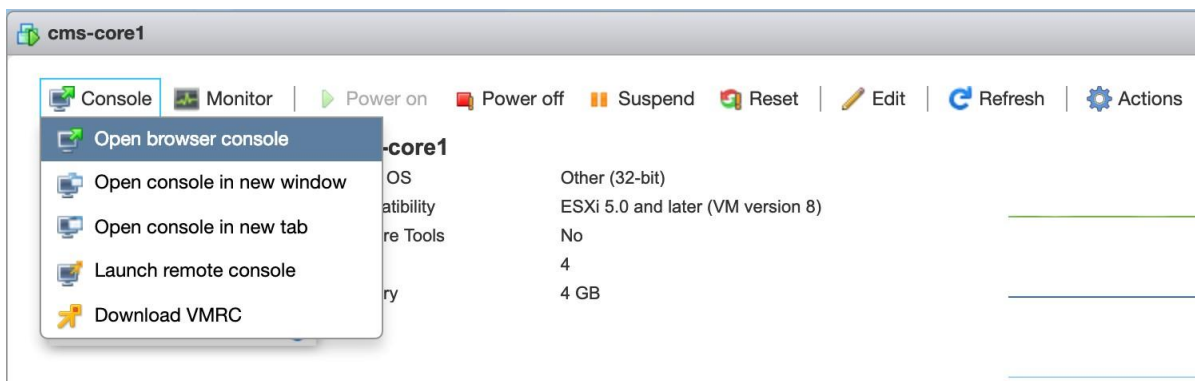 cms-core1
Console Monitor Power on Power off Suspend Reset Edit Refresh Actions
Open browser console
-core1
Open console in new window
OS Other (32-bit)
atibility ESXi 5.0 and later (VM version 8)
Open console in new tab
re Tools No
Launch remote console
4
ry 4 GB
Download VMRC